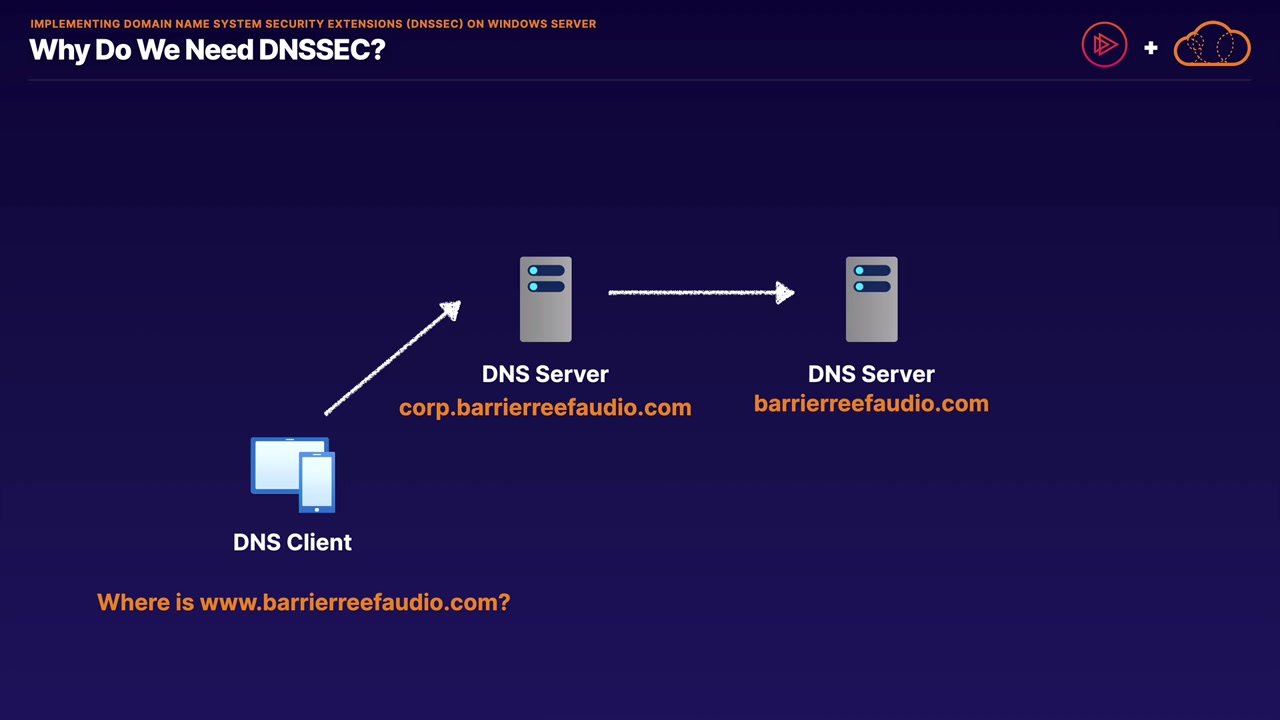 IMPLEMENTING DOMAIN NAME SYSTEM SECURITY EXTENSIONS (DNSSEC) ON WINDOWS SERVER
Why Do We Need DNSSEC?
DNS Server
corp.barrierreefaudio.com
DNS Server
barrierreefaudio.com
DNS Client
Where is www.barrierreefaudio.com?